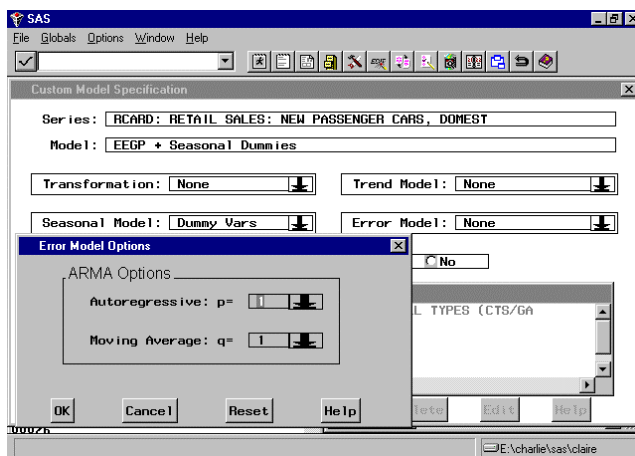 SAS
File Globals Options Window Help
Custom Model Specification
Series: RCARD: RETAIL SALES: NEW PASSENGER CARS, DOMEST
Model: EEGP + Seasonal Dummies
Transformation: None Trend Model: None
Seasonal Model: Dummy Vars Error Model: None
Error Model Options
No
ARMA Options
Autoregressive: p= 1
L TYPES (CTS/GA
Moving Average: q= 1
OK Cancel Reset Help
lete Edit Help
E:\charlie\sas\claire